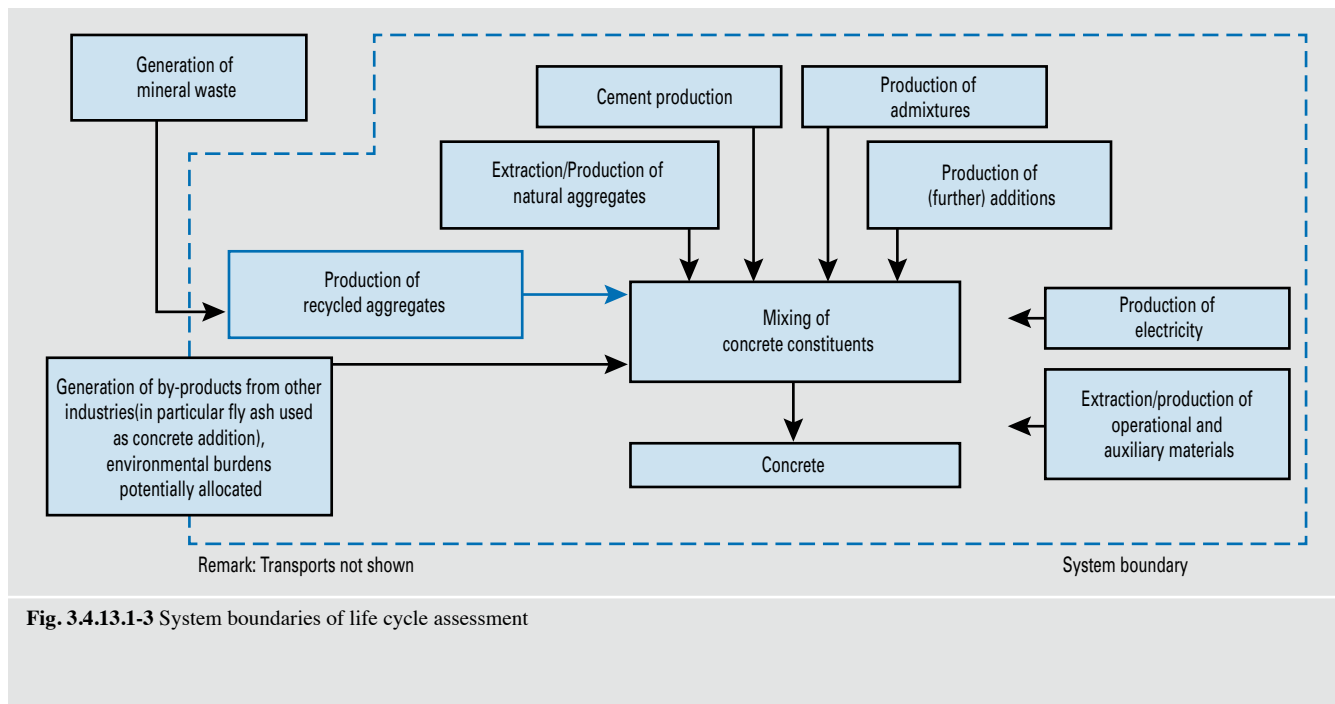 Generation of
mineral waste
Cement production
Production of
admixtures
Extraction/Production of
natural aggregates
Production of
(further) additions
Production of
recycled aggregates
Mixing of
concrete constituents
Production of
electricity
Generation of by-products from other
industries(in particular fly ash used
as concrete addition),
environmental burdens
potentially allocated
Extraction/production of
operational and
auxiliary materials
Concrete
Remark: Transports not shown
System boundary
Fig. 3.4.13.1-3 System boundaries of life cycle assessment